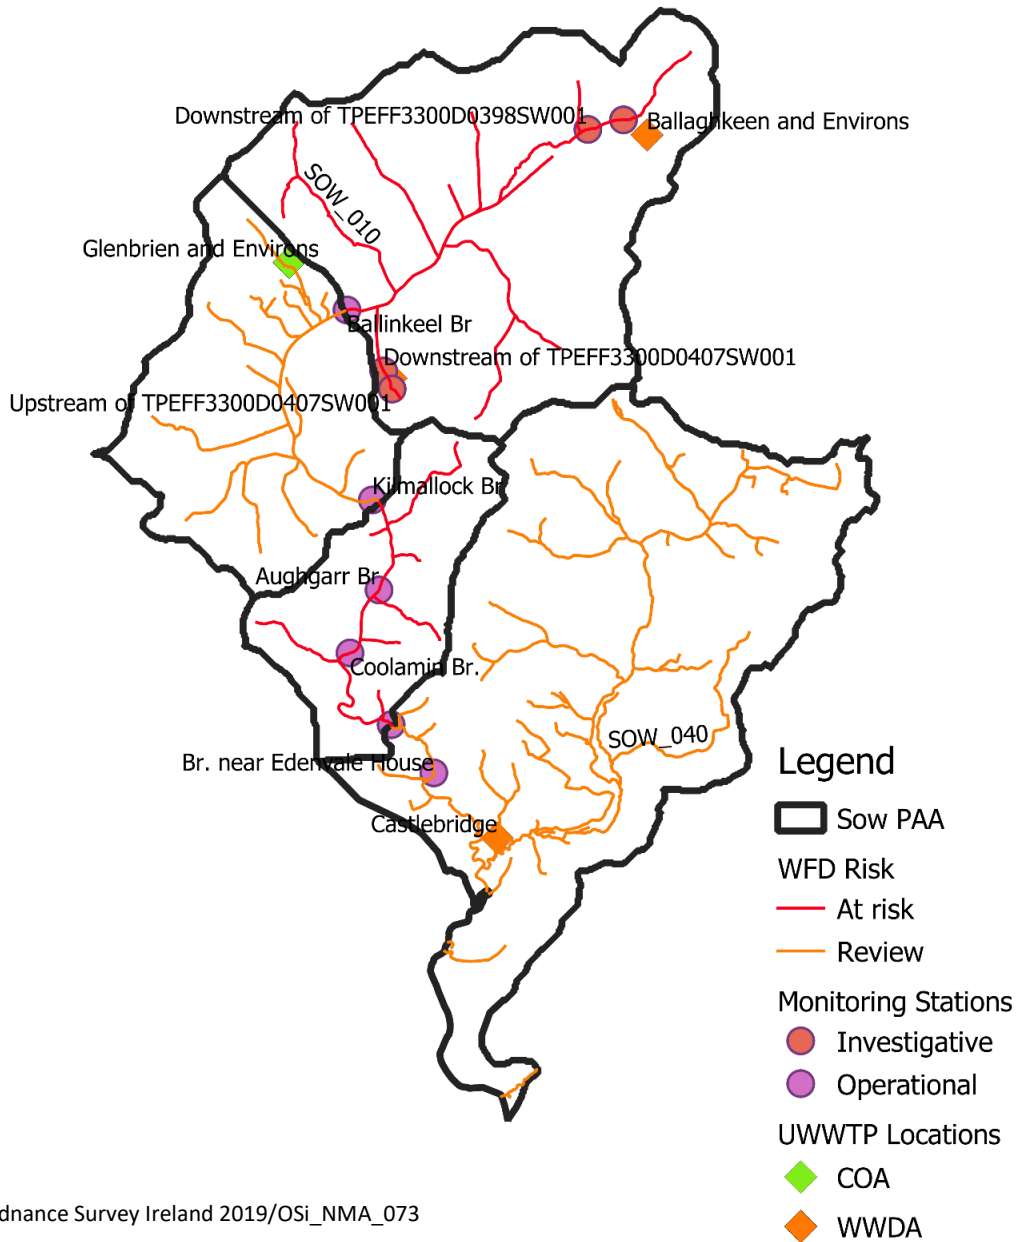 Downstream of TPEFF3300D0398SW001
Ballaghkeen and Environs
SOW_010
Glenbrien and Environs
Ballinkeel Br
Downstream of TPEFF3300D0407SW001
Upstream of TPEFF3300D0407SW001
Kilmallock Br
Aughgarr Br
Coolamin Br.
SOW_040
Br. near Edenvale House
Castlebridge
Legend
Sow PAA
WFD Risk
At risk
Review
Monitoring Stations
Investigative
Operational
UWWTP Locations
COA
WWDA
dnance Survey Ireland 2019/OSi_NMA_073